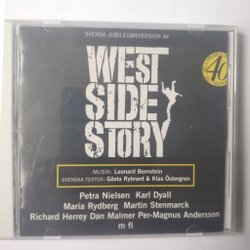 SVENSK JUBILEUMSVERSION AV
WEST
SIDE
STORY
40
MUSIK: Leonard Bernstein
SVENSKA TEXTER: Gösta Rybrant & Klas Östergren
Petra Nielsen Karl Dyall
Maria Rydberg Martin Stenmarck
Richard Herrey Dan Malmer Per-Magnus Andersson
m fl